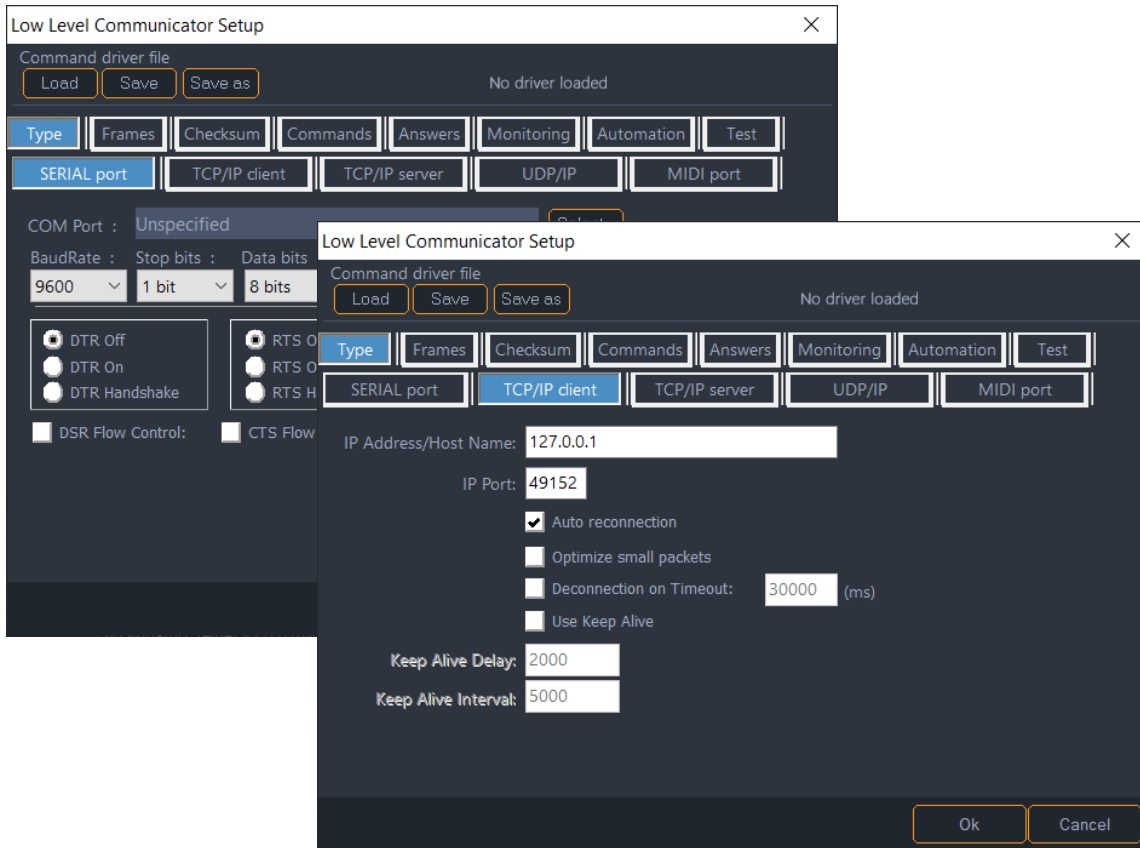 Low Level Communicator Setup
Command driver file
Load Save Save as No driver loaded
Type Frames Checksum Commands Answers Monitoring Automation Test
SERIAL port TCP/IP client TCP/IP server UDP/IP MIDI port
COM Port : Unspecified
BaudRate : Stop bits : Data bits
9600 1 bit 8 bits
DTR Off RTS
DTR On RTS
DTR Handshake RTS
DSR Flow Control: CTS Flow
Low Level Communicator Setup
Command driver file
Load Save Save as No driver loaded
Type Frames Checksum Commands Answers Monitoring Automation Test
SERIAL port TCP/IP client TCP/IP server UDP/IP MIDI port
IP Address/Host Name: 127.0.0.1
IP Port: 49152
Auto reconnection
Optimize small packets
Deconnection on Timeout: 30000 (ms)
Use Keep Alive
Keep Alive Delay: 2000
Keep Alive Interval: 5000
Ok Cancel